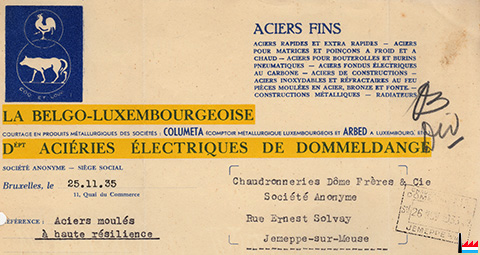 COQ ET LOUP
ACIERS FINS
ACIERS RAPIDES ET EXTRA RAPIDES — ACIERS
POUR MATRICES ET POINÇONS A FROID ET A
CHAUD — ACIERS POUR BOUTEROLLES ET BURINS
PNEUMATIQUES — ACIERS FONDUS ÉLECTRIQUES
AU CARBONE — ACIERS DE CONSTRUCTIONS —
ACIERS INOXYDABLES ET RÉFRACTAIRES AU FEU
PIÈCES MOULÉES EN ACIER, BRONZE ET FONTE.
CONSTRUCTIONS MÉTALLIQUES - RADIATEURS
LA BELGO-LUXEMBOURGEOISE
COURTAGE EN PRODUITS MÉTALLURGIQUES DES SOCIÉTÉS : COLUMETA (COMPTOIR MÉTALLURGIQUE LUXEMBOURGEOIS ET ARBED A LUXEMBOURG,
DÉPT ACIÉRIES ÉLECTRIQUES DE DOMMELDANGE
SOCIÉTÉ ANONYME — SIÈGE SOCIAL
Bruxelles, le 25.11.35
11, Quai du Commerce
Chaudronneries Dôme Frères & Cie
Société Anonyme
Rue Ernest Solvay
Jemeppe-sur-Meuse
RÉFÉRENCE : Aciers moulés
à haute résilience
26
JEMEPPE